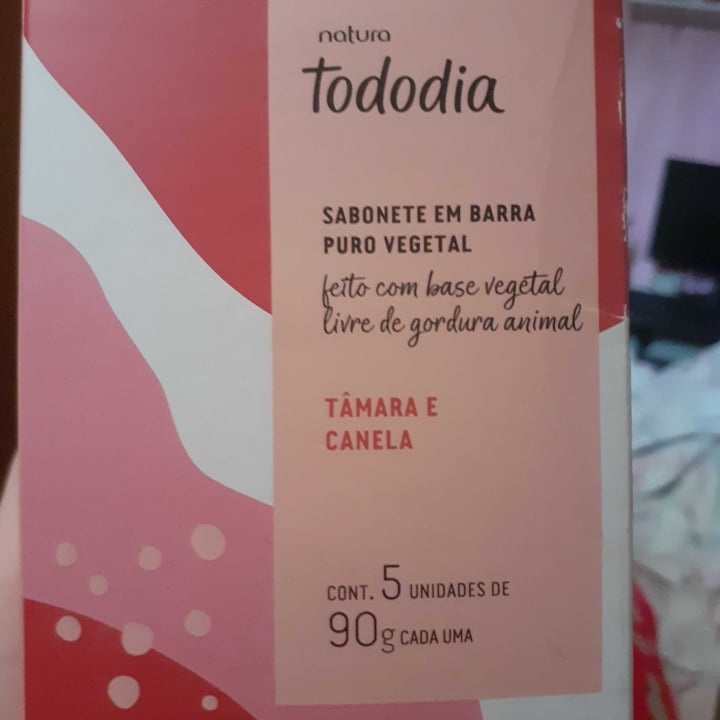 natura
tododia
SABONETE EM BARRA
PURO VEGETAL
feito com base vegetal
livre de gordura animal
TÂMARA E
CANELA
CONT. 5 UNIDADES DE
90g CADA UMA